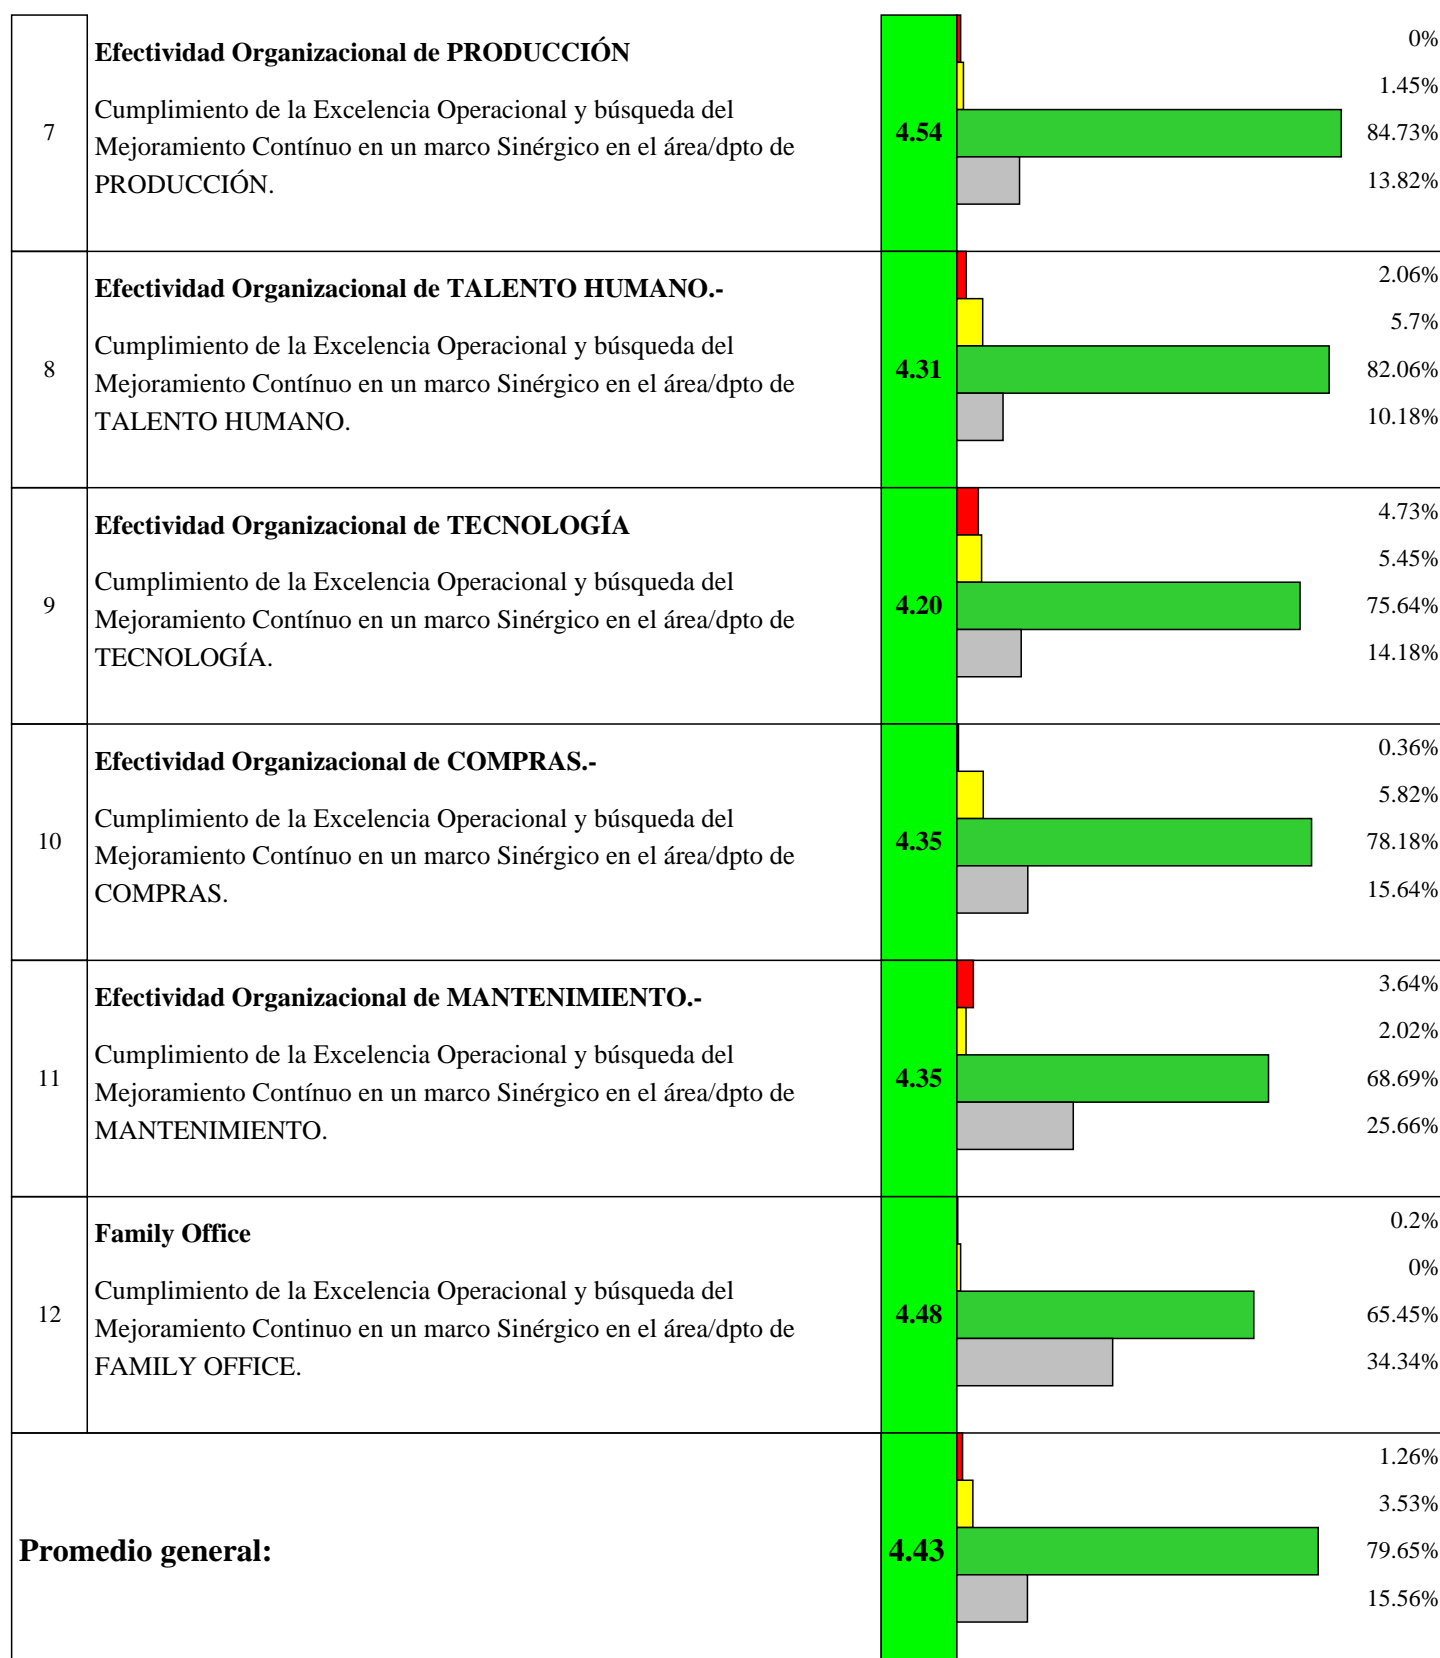 7
Efectividad Organizacional de PRODUCCIÓN
Cumplimiento de la Excelencia Operacional y búsqueda del
Mejoramiento Contínuo en un marco Sinérgico en el área/dpto de
PRODUCCIÓN.
4.54
0%
1.45%
84.73%
13.82%
8
Efectividad Organizacional de TALENTO HUMANO.-
Cumplimiento de la Excelencia Operacional y búsqueda del
Mejoramiento Contínuo en un marco Sinérgico en el área/dpto de
TALENTO HUMANO.
4.31
2.06%
5.7%
82.06%
10.18%
9
Efectividad Organizacional de TECNOLOGÍA
Cumplimiento de la Excelencia Operacional y búsqueda del
Mejoramiento Contínuo en un marco Sinérgico en el área/dpto de
TECNOLOGÍA.
4.20
4.73%
5.45%
75.64%
14.18%
10
Efectividad Organizacional de COMPRAS.-
Cumplimiento de la Excelencia Operacional y búsqueda del
Mejoramiento Contínuo en un marco Sinérgico en el área/dpto de
COMPRAS.
4.35
0.36%
5.82%
78.18%
15.64%
11
Efectividad Organizacional de MANTENIMIENTO.-
Cumplimiento de la Excelencia Operacional y búsqueda del
Mejoramiento Contínuo en un marco Sinérgico en el área/dpto de
MANTENIMIENTO.
4.35
3.64%
2.02%
68.69%
25.66%
12
Family Office
Cumplimiento de la Excelencia Operacional y búsqueda del
Mejoramiento Continuo en un marco Sinérgico en el área/dpto de
FAMILY OFFICE.
4.48
0.2%
0%
65.45%
34.34%
Promedio general:
4.43
1.26%
3.53%
79.65%
15.56%